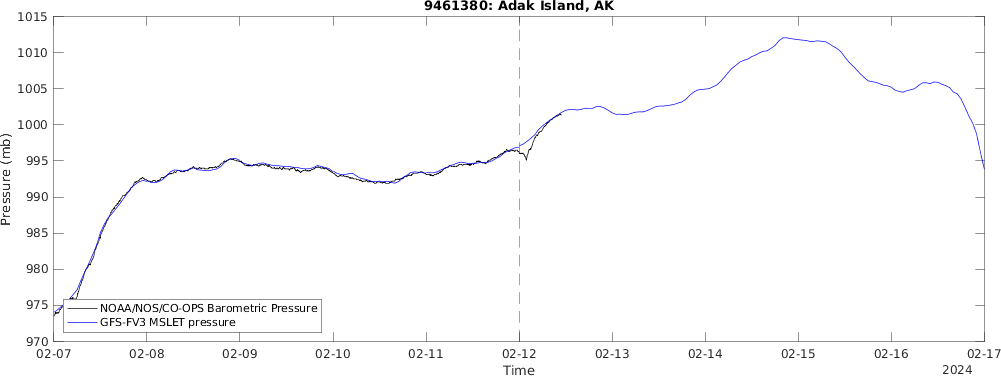 9461380: Adak Island, AK
1015
1010
1005
1000
995
990
985
980
975
970
Pressure (mb)
NOAA/NOS/CO-OPS Barometric Pressure
GFS-FV3 MSLET pressure
02-07 02-08 02-09 02-10 02-11 02-12 02-13 02-14 02-15 02-16 02-17
Time
2024